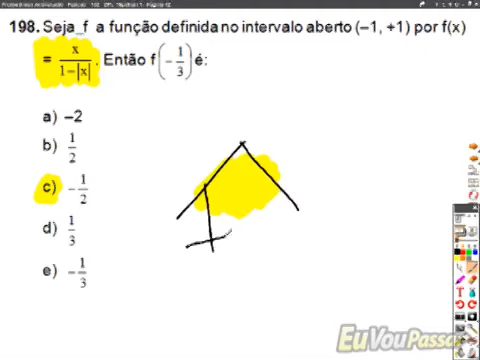 198. Seja_f a função definida no intervalo aberto (–1, +1) por f(x)
= x / 1–|x| . Então f(–1/3) é:
a) –2
b) 1/2
c) –1/2
d) 1/3
e) –1/3
EuVouPassar